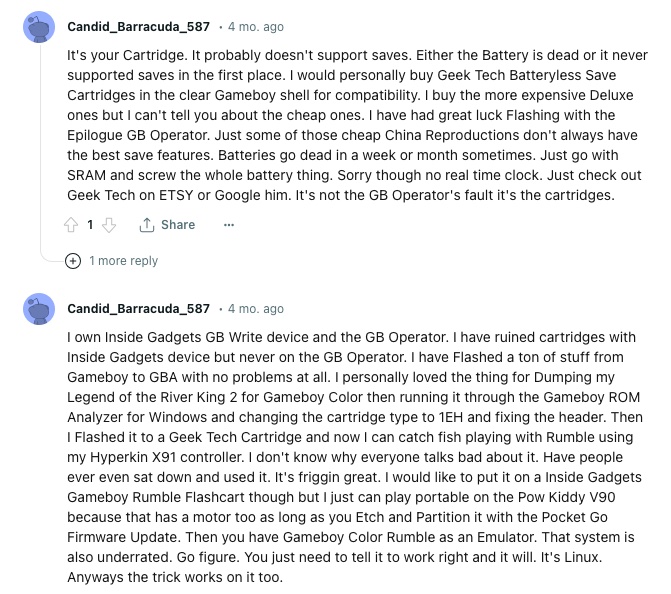 Candid_Barracuda_587 • 4 mo. ago
It's your Cartridge. It probably doesn't support saves. Either the Battery is dead or it never
supported saves in the first place. I would personally buy Geek Tech Batteryless Save
Cartridges in the clear Gameboy shell for compatibility. I buy the more expensive Deluxe
ones but I can't tell you about the cheap ones. I have had great luck Flashing with the
Epilogue GB Operator. Just some of those cheap China Reproductions don't always have
the best save features. Batteries go dead in a week or month sometimes. Just go with
SRAM and screw the whole battery thing. Sorry though no real time clock. Just check out
Geek Tech on ETSY or Google him. It's not the GB Operator's fault it's the cartridges.
1 Share ...
1 more reply
Candid_Barracuda_587 • 4 mo. ago
I own Inside Gadgets GB Write device and the GB Operator. I have ruined cartridges with
Inside Gadgets device but never on the GB Operator. I have Flashed a ton of stuff from
Gameboy to GBA with no problems at all. I personally loved the thing for Dumping my
Legend of the River King 2 for Gameboy Color then running it through the Gameboy ROM
Analyzer for Windows and changing the cartridge type to 1EH and fixing the header. Then
I Flashed it to a Geek Tech Cartridge and now I can catch fish playing with Rumble using
my Hyperkin X91 controller. I don't know why everyone talks bad about it. Have people
ever even sat down and used it. It's friggin great. I would like to put it on a Inside Gadgets
Gameboy Rumble Flashcart though but I just can play portable on the Pow Kiddy V90
because that has a motor too as long as you Etch and Partition it with the Pocket Go
Firmware Update. Then you have Gameboy Color Rumble as an Emulator. That system is
also underrated. Go figure. You just need to tell it to work right and it will. It's Linux.
Anyways the trick works on it too.